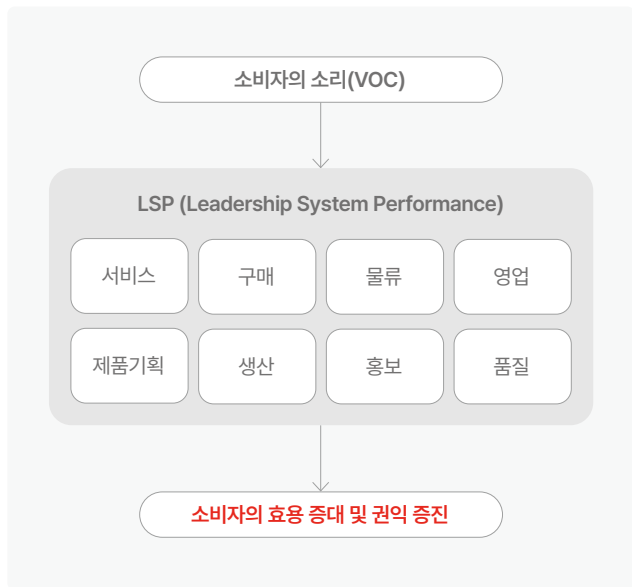 소비자의 소리(VOC)
LSP (Leadership System Performance)
서비스
구매
물류
영업
제품기획
생산
홍보
품질
소비자의 효용 증대 및 권익 증진